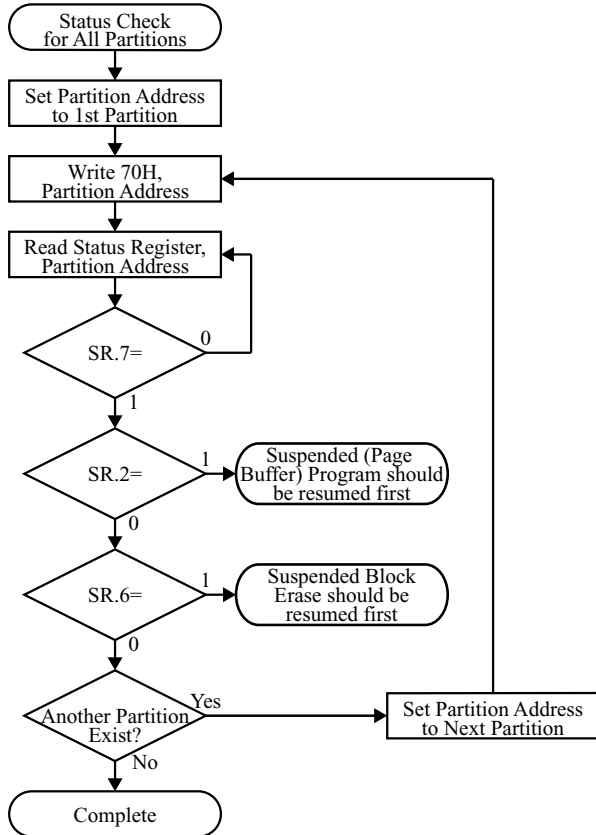 Status Check
for All Partitions
Set Partition Address
to 1st Partition
Write 70H,
Partition Address
Read Status Register,
Partition Address
SR.7=
0
1
SR.2=
1
Suspended (Page
Buffer) Program should
be resumed first
0
SR.6=
1
Suspended Block
Erase should be
resumed first
0
Another Partition
Exist?
Yes
Set Partition Address
to Next Partition
No
Complete